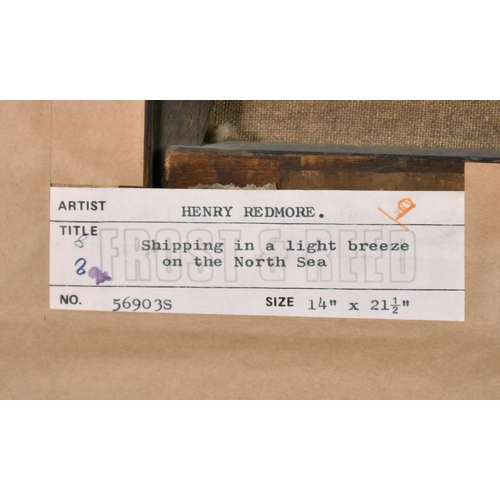 ARTIST HENRY REDMORE.
TITLE Shipping in a light breeze
on the North Sea
FROST & REED
NO. 56903S SIZE 14" x 21½"